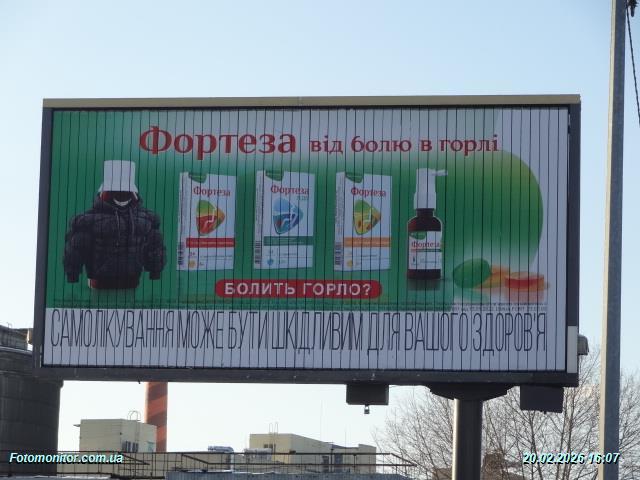 Фортеза від болю в горлі
Фортеза
Фортеза
Фортеза
Фортеза
БОЛИТЬ ГОРЛО?
САМОЛІКУВАННЯ МОЖЕ БУТИ ШКІДЛИВИМ ДЛЯ ВАШОГО ЗДОРОВ'Я
Fotomonitor.com.ua
20.02.2026 16:07